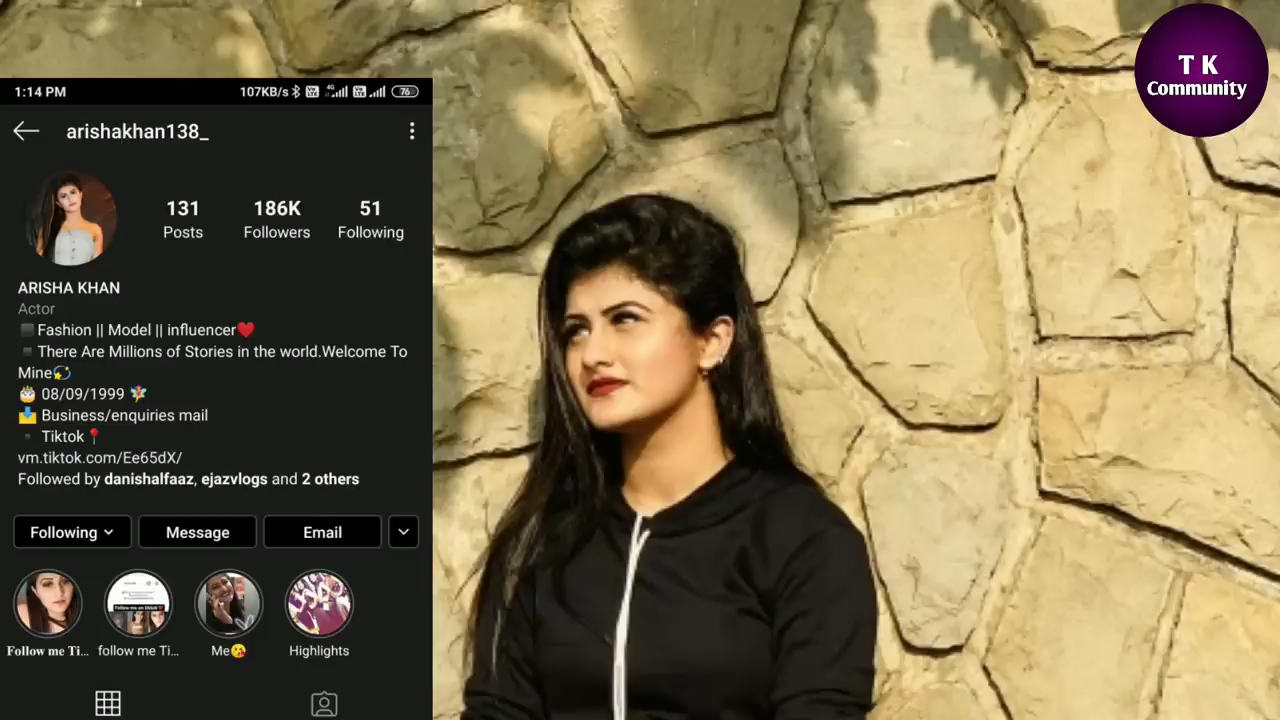 T K
Community
1:14 PM 107KB/s 4G 76
arishakhan138_
131 186K 51
Posts Followers Following
ARISHA KHAN
Actor
Fashion || Model || influencer❤️
There Are Millions of Stories in the world.Welcome To
Mine💫
🎂 08/09/1999 🧚
📩 Business/enquiries mail
Tiktok📍
vm.tiktok.com/Ee65dX/
Followed by danishalfaaz, ejazvlogs and 2 others
Following Message Email
Follow me Ti... follow me Ti... Me😘 Highlights